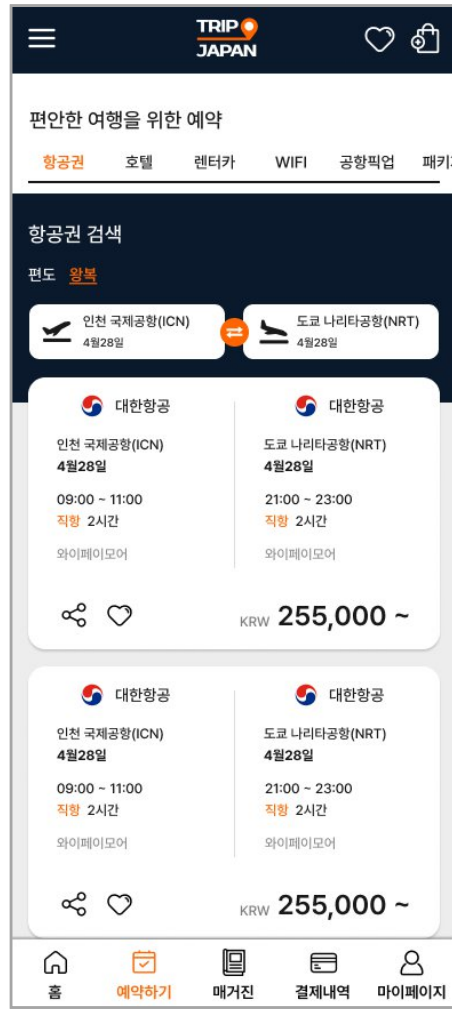 TRIP
JAPAN
편안한 여행을 위한 예약
항공권 호텔 렌터카 WIFI 공항픽업 패키
항공권 검색
편도 왕복
인천 국제공항(ICN)
4월28일
도쿄 나리타공항(NRT)
4월28일
대한항공
인천 국제공항(ICN)
4월28일
09:00 ~ 11:00
직항 2시간
와이페이모어
대한항공
도쿄 나리타공항(NRT)
4월28일
21:00 ~ 23:00
직항 2시간
와이페이모어
KRW 255,000 ~
대한항공
인천 국제공항(ICN)
4월28일
09:00 ~ 11:00
직항 2시간
와이페이모어
대한항공
도쿄 나리타공항(NRT)
4월28일
21:00 ~ 23:00
직항 2시간
와이페이모어
KRW 255,000 ~
홈 예약하기 매거진 결제내역 마이페이지